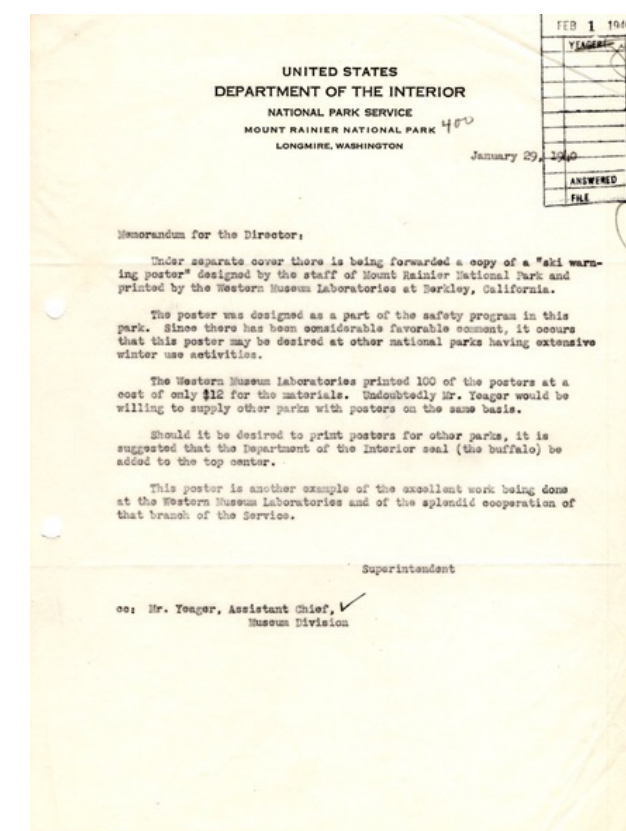 FEB 1 194
YEAGER
UNITED STATES
DEPARTMENT OF THE INTERIOR
NATIONAL PARK SERVICE
MOUNT RAINIER NATIONAL PARK 400
LONGMIRE, WASHINGTON
January 29, 1940
ANSWERED
FILE
Memorandum for the Director:
Under separate cover there is being forwarded a copy of a "ski warn-
ing poster" designed by the staff of Mount Rainier National Park and
printed by the Western Museum Laboratories at Berkley, California.
The poster was designed as a part of the safety program in this
park. Since there has been considerable favorable comment, it occurs
that this poster may be desired at other national parks having extensive
winter use activities.
The Western Museum Laboratories printed 100 of the posters at a
cost of only $12 for the materials. Undoubtedly Mr. Yeager would be
willing to supply other parks with posters on the same basis.
Should it be desired to print posters for other parks, it is
suggested that the Department of the Interior seal (the buffalo) be
added to the top center.
This poster is another example of the excellent work being done
at the Western Museum Laboratories and of the splendid cooperation of
that branch of the Service.
Superintendent
cc: Mr. Yeager, Assistant Chief,
Museum Division